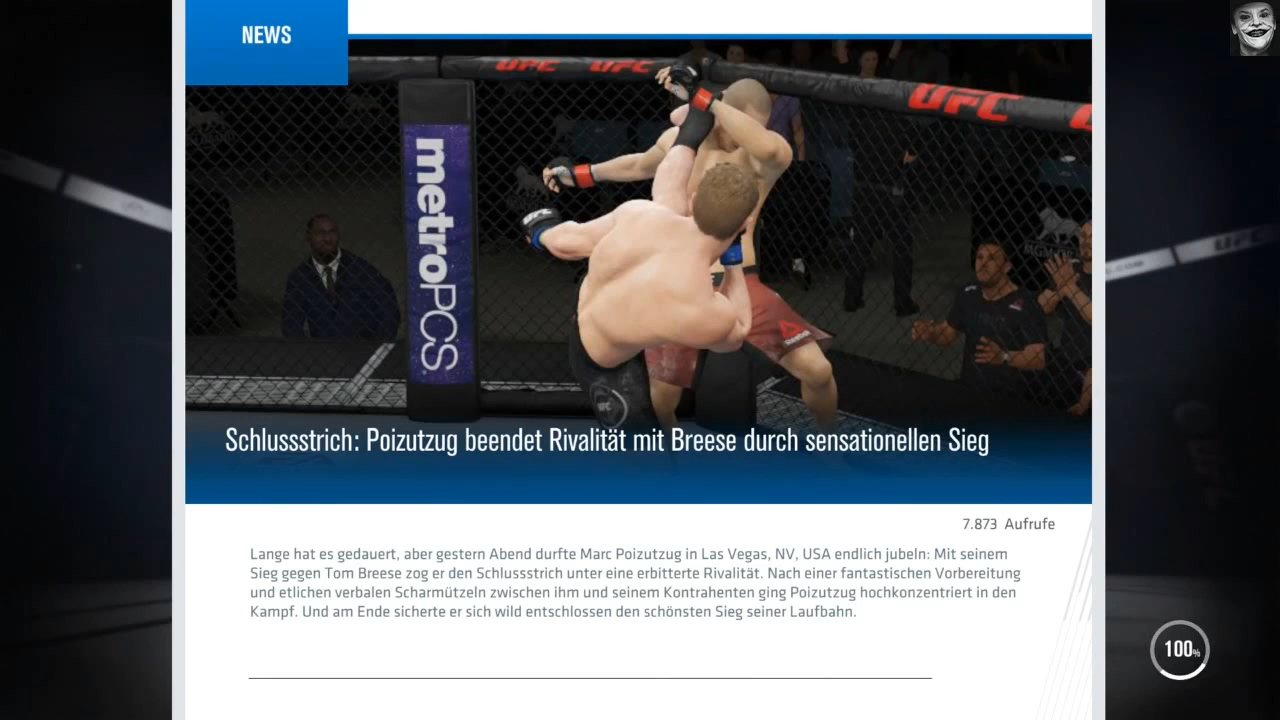 NEWS
UFC UFC
UFC
metroPCS
Reebok
Schlussstrich: Poizutzug beendet Rivalität mit Breese durch sensationellen Sieg
7.873 Aufrufe
Lange hat es gedauert, aber gestern Abend durfte Marc Poizutzug in Las Vegas, NV, USA endlich jubeln: Mit seinem
Sieg gegen Tom Breese zog er den Schlussstrich unter eine erbitterte Rivalität. Nach einer fantastischen Vorbereitung
und etlichen verbalen Scharmützeln zwischen ihm und seinem Kontrahenten ging Poizutzug hochkonzentriert in den
Kampf. Und am Ende sicherte er sich wild entschlossen den schönsten Sieg seiner Laufbahn.
100%